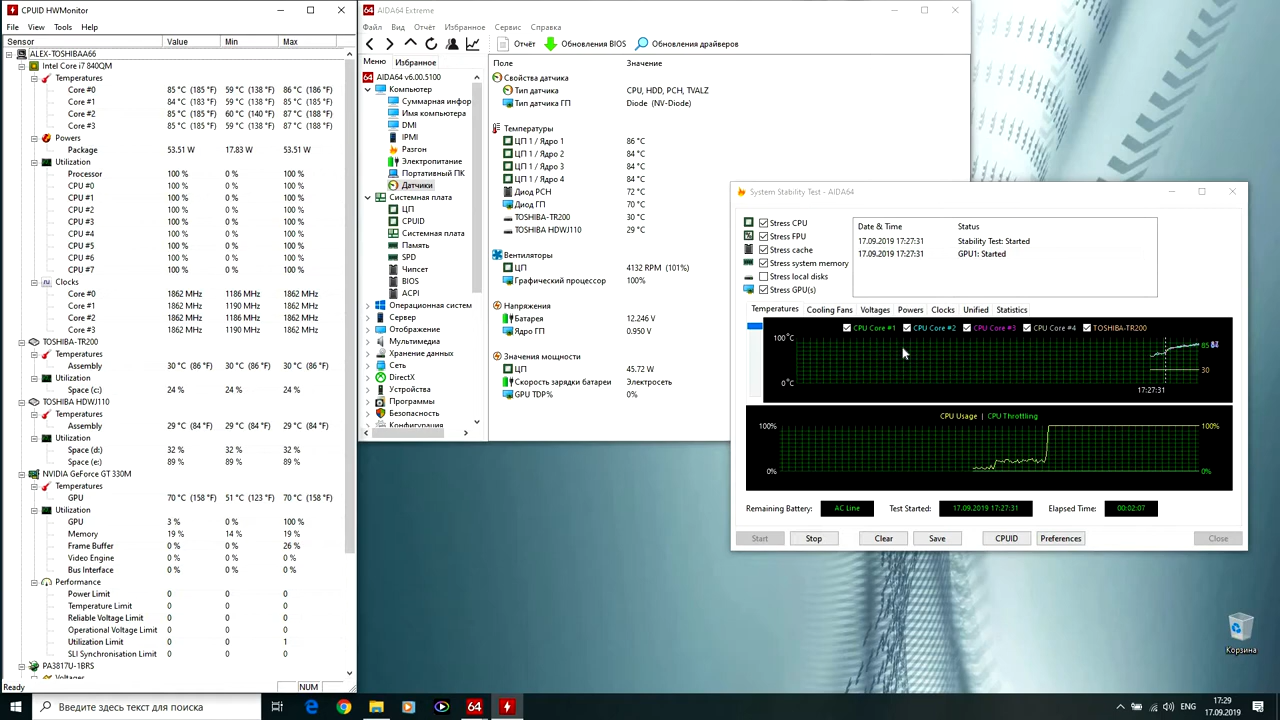 CPUID HWMonitor
File View Tools Help
Sensor Value Min Max
ALEX-TOSHIBAA66
Intel Core i7 840QM
Temperatures
Core #0 85 °C (185 °F) 59 °C (138 °F) 86 °C (186 °F)
Core #1 84 °C (183 °F) 59 °C (138 °F) 85 °C (185 °F)
Core #2 85 °C (185 °F) 60 °C (140 °F) 87 °C (188 °F)
Core #3 85 °C (185 °F) 59 °C (138 °F) 87 °C (188 °F)
Powers
Package 53.51 W 17.83 W 53.51 W
Utilization
Processor 100 % 0 % 100 %
CPU #0 100 % 0 % 100 %
CPU #1 100 % 0 % 100 %
CPU #2 100 % 0 % 100 %
CPU #3 100 % 0 % 100 %
CPU #4 100 % 0 % 100 %
CPU #5 100 % 0 % 100 %
CPU #6 100 % 0 % 100 %
CPU #7 100 % 0 % 100 %
Clocks
Core #0 1862 MHz 1186 MHz 1862 MHz
Core #1 1862 MHz 1190 MHz 1862 MHz
Core #2 1862 MHz 1190 MHz 1862 MHz
Core #3 1862 MHz 1190 MHz 1862 MHz
TOSHIBA-TR200
Temperatures
Assembly 30 °C (86 °F) 30 °C (86 °F) 30 °C (86 °F)
Utilization
Space (c:) 24 % 24 % 24 %
TOSHIBA HDWJ110
Temperatures
Assembly 29 °C (84 °F) 29 °C (84 °F) 29 °C (84 °F)
Utilization
Space (d:) 32 % 32 % 32 %
Space (e:) 89 % 89 % 89 %
NVIDIA GeForce GT 330M
Temperatures
GPU 70 °C (158 °F) 51 °C (123 °F) 70 °C (158 °F)
Utilization
GPU 3 % 0 % 100 %
Memory 19 % 14 % 19 %
Frame Buffer 0 % 0 % 26 %
Video Engine 0 % 0 % 0 %
Bus Interface 0 % 0 % 0 %
Performance
Power Limit 0 0 0
Temperature Limit 0 0 0
Reliable Voltage Limit 0 0 0
Operational Voltage Limit 0 0 0
Utilization Limit 0 0 1
SLI Synchronisation Limit 0 0 0
PA3817U-1BRS
Voltages
Ready NUM
64 AIDA64 Extreme
Файл Вид Отчёт Избранное Сервис Справка
Отчёт Обновления BIOS Обновления драйверов
Меню Избранное
64 AIDA64 v6.00.5100
Компьютер
Суммарная инфор
Имя компьютера
DMI
IPMI
Разгон
Электропитание
Портативный ПК
Датчики
Системная плата
ЦП
CPUID
Системная плата
Память
SPD
Чипсет
BIOS
ACPI
Операционная систем
Сервер
Отображение
Мультимедиа
Хранение данных
Сеть
DirectX
Устройства
Программы
Безопасность
Конфигурация
Поле Значение
Свойства датчика
Тип датчика CPU, HDD, PCH, TVALZ
Тип датчика ГП Diode (NV-Diode)
Температуры
ЦП 1 / Ядро 1 86 °C
ЦП 1 / Ядро 2 84 °C
ЦП 1 / Ядро 3 84 °C
ЦП 1 / Ядро 4 84 °C
Диод PCH 72 °C
Диод ГП 70 °C
TOSHIBA-TR200 30 °C
TOSHIBA HDWJ110 29 °C
Вентиляторы
ЦП 4132 RPM (101%)
Графический процессор 100%
Напряжения
Батарея 12.246 V
Ядро ГП 0.950 V
Значения мощности
ЦП 45.72 W
Скорость зарядки батареи Электросеть
GPU TDP% 0%
System Stability Test - AIDA64
Stress CPU
Stress FPU
Stress cache
Stress system memory
Stress local disks
Stress GPU(s)
Date & Time Status
17.09.2019 17:27:31 Stability Test: Started
17.09.2019 17:27:31 GPU1: Started
Temperatures Cooling Fans Voltages Powers Clocks Unified Statistics
CPU Core #1 CPU Core #2 CPU Core #3 CPU Core #4 TOSHIBA-TR200
100°C
30
0°C
17:27:31
CPU Usage | CPU Throttling
100% 100%
0% 0%
Remaining Battery: AC Line Test Started: 17.09.2019 17:27:31 Elapsed Time: 00:02:07
Start Stop Clear Save CPUID Preferences Close
Корзина
Введите здесь текст для поиска
64
ENG
17:29
17.09.2019